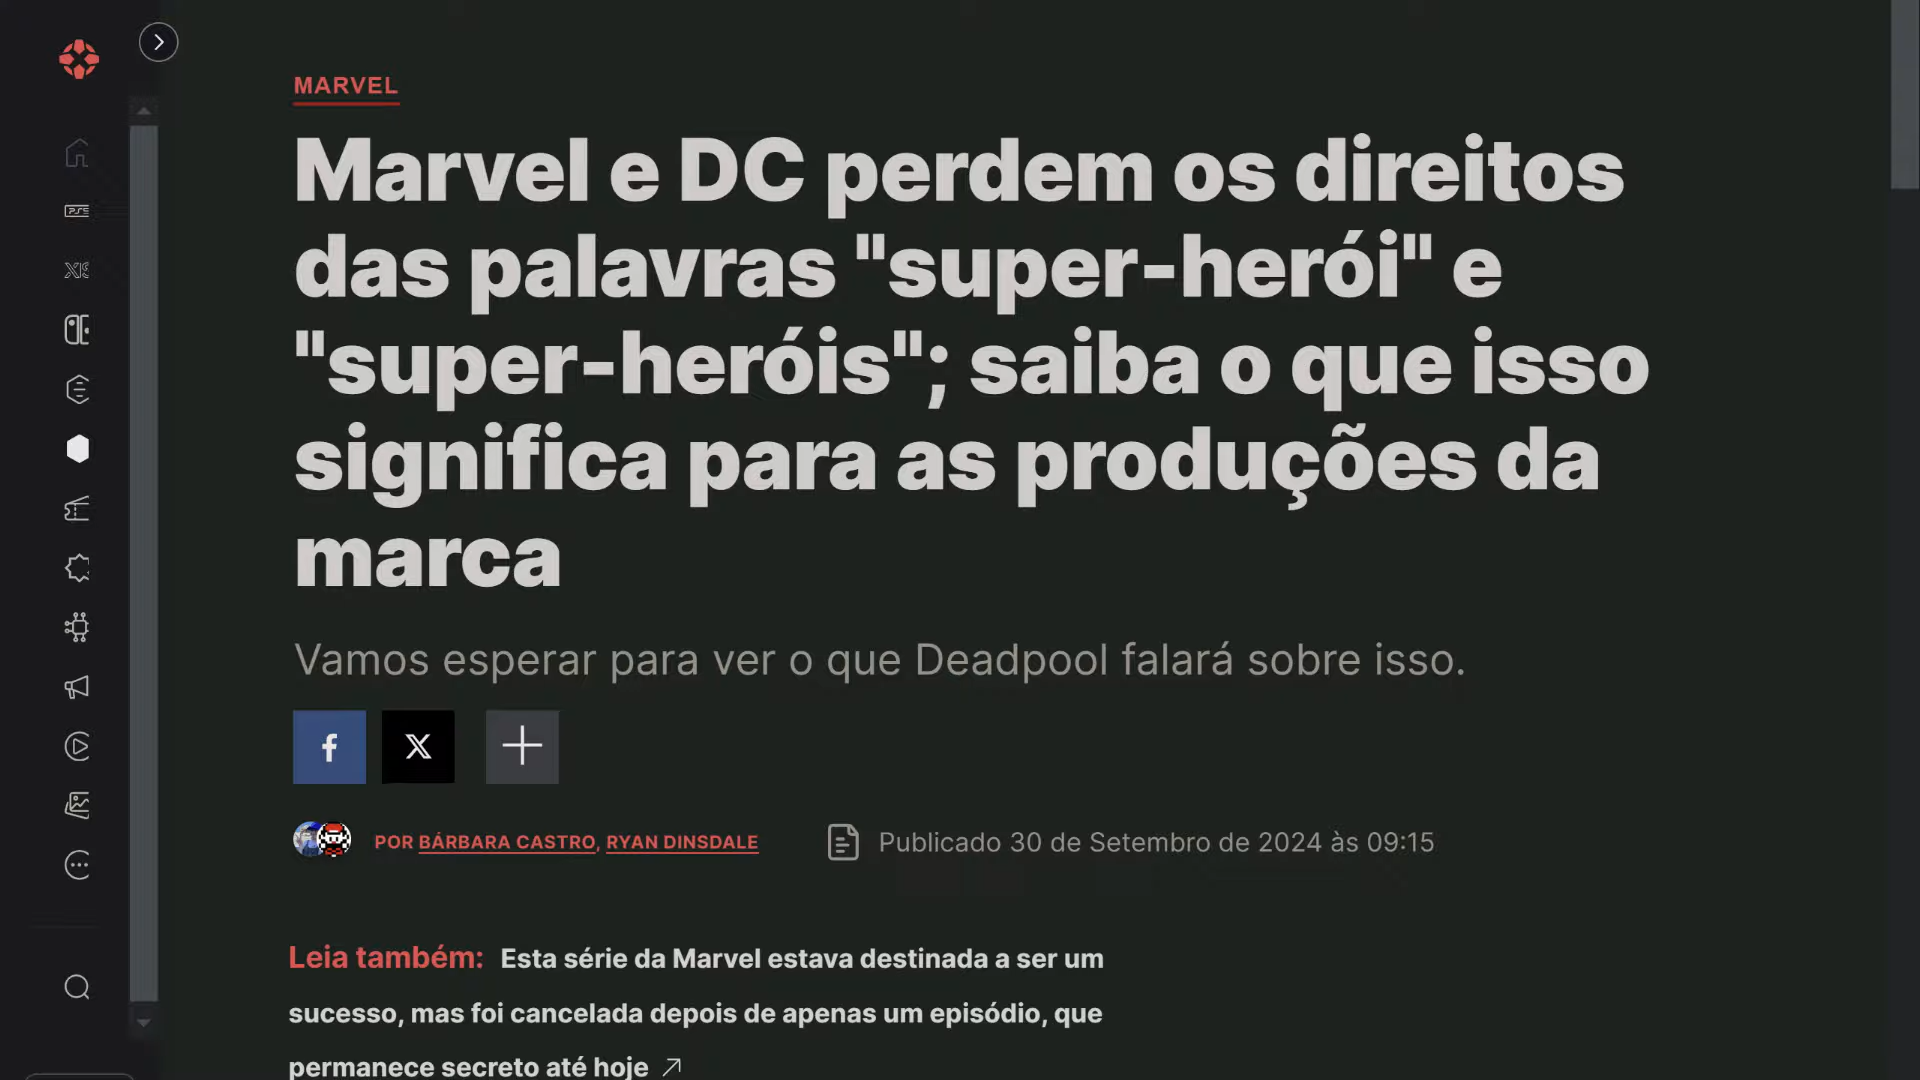 MARVEL
Marvel e DC perdem os direitos
das palavras "super-herói" e
"super-heróis"; saiba o que isso
significa para as produções da
marca
Vamos esperar para ver o que Deadpool falará sobre isso.
POR BÁRBARA CASTRO, RYAN DINSDALE
Publicado 30 de Setembro de 2024 às 09:15
Leia também: Esta série da Marvel estava destinada a ser um
sucesso, mas foi cancelada depois de apenas um episódio, que
permanece secreto até hoje